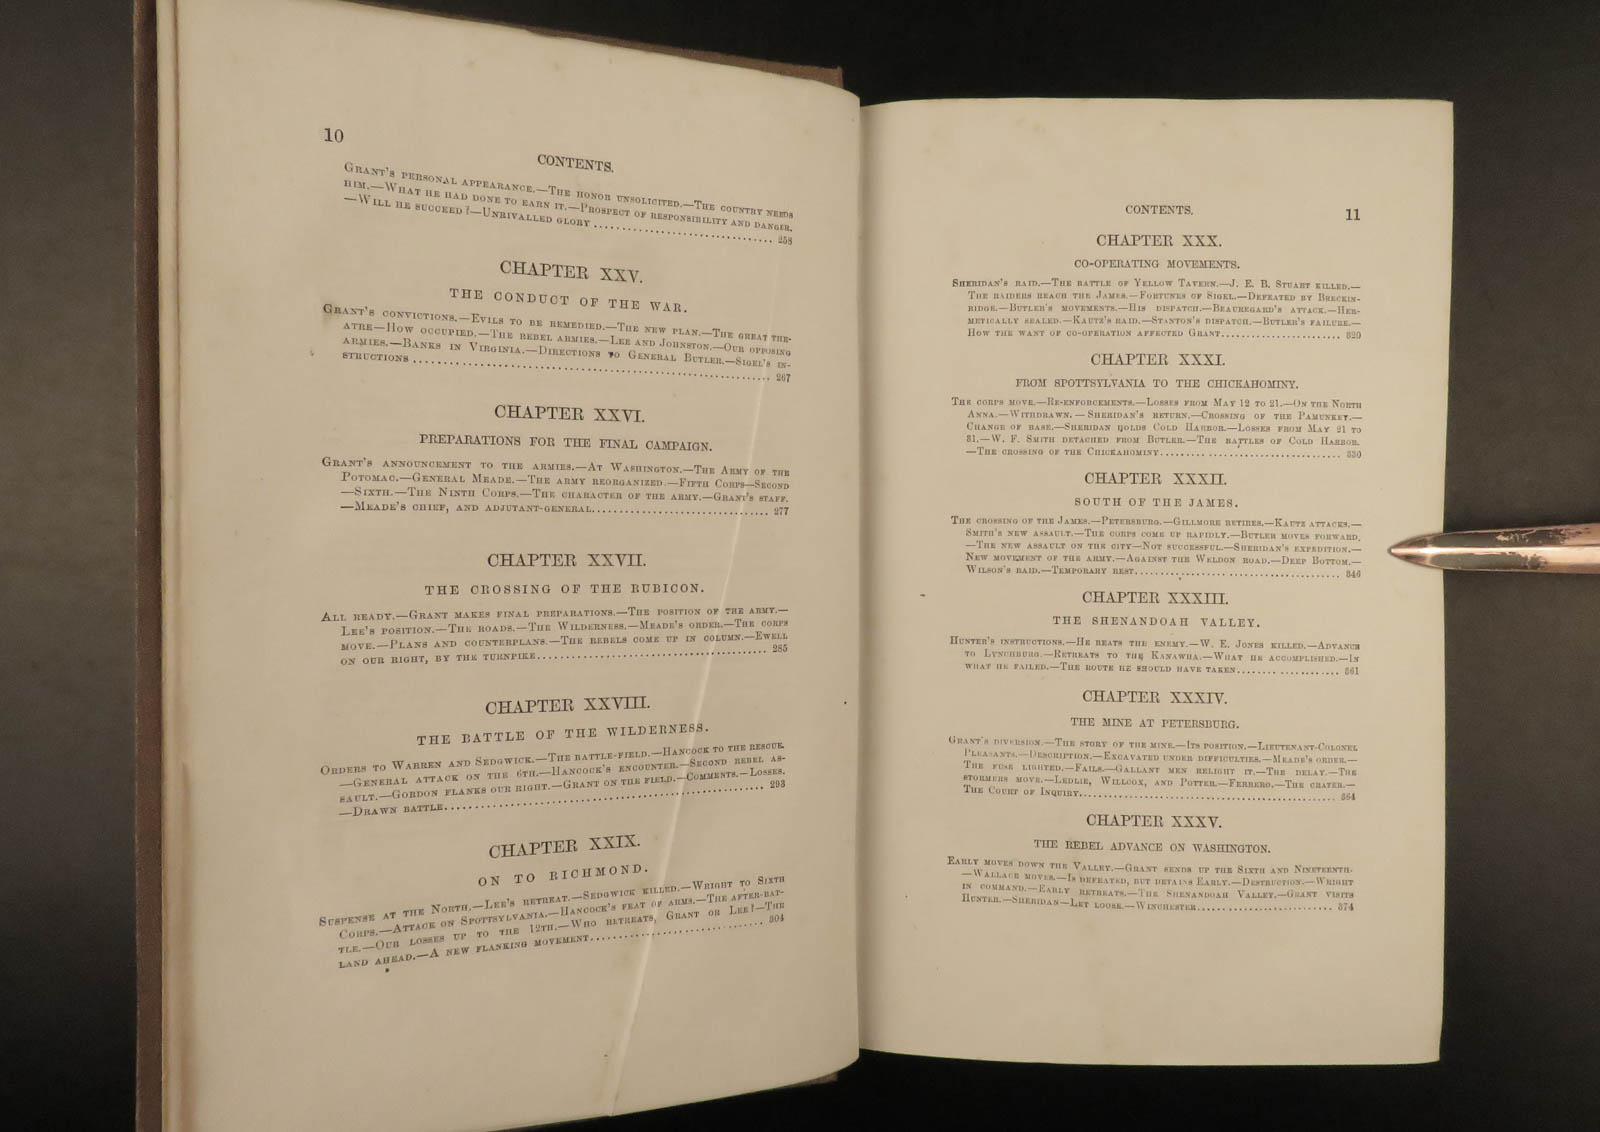 10
CONTENTS.
GRANT'S PERSONAL APPEARANCE.—THE HONOR UNSOLICITED.—THE COUNTRY NEEDS
HIM.—WHAT HE HAD DONE TO EARN IT.—PROSPECT OF RESPONSIBILITY AND DANGER.
—WILL HE SUCCEED?—UNRIVALLED GLORY 258
CHAPTER XXV.
THE CONDUCT OF THE WAR.
GRANT'S CONVICTIONS.—EVILS TO BE REMEDIED.—THE NEW PLAN.—THE GREAT THE-
ATRE—HOW OCCUPIED.—THE REBEL ARMIES.—LEE AND JOHNSTON.—OUR OPPOSING
ARMIES.—BANKS IN VIRGINIA.—DIRECTIONS TO GENERAL BUTLER.—SIGEL'S IN-
STRUCTIONS 267
CHAPTER XXVI.
PREPARATIONS FOR THE FINAL CAMPAIGN.
GRANT'S ANNOUNCEMENT TO THE ARMIES.—AT WASHINGTON.—THE ARMY OF THE
POTOMAC.—GENERAL MEADE.—THE ARMY REORGANIZED.—FIFTH CORPS—SECOND
—SIXTH.—THE NINTH CORPS.—THE CHARACTER OF THE ARMY.—GRANT'S STAFF.
—MEADE'S CHIEF, AND ADJUTANT-GENERAL 277
CHAPTER XXVII.
THE CROSSING OF THE RUBICON.
ALL READY.—GRANT MAKES FINAL PREPARATIONS.—THE POSITION OF THE ARMY.—
LEE'S POSITION.—THE ROADS.—THE WILDERNESS.—MEADE'S ORDER.—THE CORPS
MOVE.—PLANS AND COUNTERPLANS.—THE REBELS COME UP IN COLUMN.—EWELL
ON OUR RIGHT, BY THE TURNPIKE 285
CHAPTER XXVIII.
THE BATTLE OF THE WILDERNESS.
ORDERS TO WARREN AND SEDGWICK.—THE BATTLE-FIELD.—HANCOCK TO THE RESCUE.
—GENERAL ATTACK ON THE 6TH.—HANCOCK'S ENCOUNTER.—SECOND REBEL AS-
SAULT.—GORDON FLANKS OUR RIGHT.—GRANT ON THE FIELD.—COMMENTS.—LOSSES.
—DRAWN BATTLE 293
CHAPTER XXIX.
ON TO RICHMOND.
SUSPENSE AT THE NORTH.—LEE'S RETREAT.—SEDGWICK KILLED.—WRIGHT TO SIXTH
CORPS.—ATTACK ON SPOTTSYLVANIA.—HANCOCK'S FEAT OF ARMS.—THE AFTER-BAT-
TLE.—OUR LOSSES UP TO THE 12TH.—WHO RETREATS, GRANT OR LEE?—THE
LAND AHEAD.—A NEW FLANKING MOVEMENT 304
CONTENTS. 11
CHAPTER XXX.
CO-OPERATING MOVEMENTS.
SHERIDAN'S RAID.—THE BATTLE OF YELLOW TAVERN.—J. E. B. STUART KILLED.—
THE RAIDERS REACH THE JAMES.—FORTUNES OF SIGEL.—DEFEATED BY BRECKIN-
RIDGE.—BUTLER'S MOVEMENTS.—HIS DISPATCH.—BEAUREGARD'S ATTACK.—HER-
METICALLY SEALED.—KAUTZ'S RAID.—STANTON'S DISPATCH.—BUTLER'S FAILURE.—
HOW THE WANT OF CO-OPERATION AFFECTED GRANT 320
CHAPTER XXXI.
FROM SPOTTSYLVANIA TO THE CHICKAHOMINY.
THE CORPS MOVE.—RE-ENFORCEMENTS.—LOSSES FROM MAY 12 TO 21.—ON THE NORTH
ANNA.—WITHDRAWN.—SHERIDAN'S RETURN.—CROSSING OF THE PAMUNKEY.—
CHANGE OF BASE.—SHERIDAN HOLDS COLD HARBOR.—LOSSES FROM MAY 21 TO
31.—W. F. SMITH DETACHED FROM BUTLER.—THE BATTLES OF COLD HARBOR.
—THE CROSSING OF THE CHICKAHOMINY 330
CHAPTER XXXII.
SOUTH OF THE JAMES.
THE CROSSING OF THE JAMES.—PETERSBURG.—GILLMORE RETIRES.—KAUTZ ATTACKS.—
SMITH'S NEW ASSAULT.—THE CORPS COME UP RAPIDLY.—BUTLER MOVES FORWARD.
—THE NEW ASSAULT ON THE CITY—NOT SUCCESSFUL.—SHERIDAN'S EXPEDITION.—
NEW MOVEMENT OF THE ARMY.—AGAINST THE WELDON ROAD.—DEEP BOTTOM.—
WILSON'S RAID.—TEMPORARY REST 346
CHAPTER XXXIII.
THE SHENANDOAH VALLEY.
HUNTER'S INSTRUCTIONS.—HE BEATS THE ENEMY.—W. E. JONES KILLED.—ADVANCE
TO LYNCHBURG.—RETREATS TO THE KANAWHA.—WHAT HE ACCOMPLISHED.—IN
WHAT HE FAILED.—THE ROUTE HE SHOULD HAVE TAKEN 361
CHAPTER XXXIV.
THE MINE AT PETERSBURG.
GRANT'S DIVERSION.—THE STORY OF THE MINE.—ITS POSITION.—LIEUTENANT-COLONEL
PLEASANTS.—DESCRIPTION.—EXCAVATED UNDER DIFFICULTIES.—MEADE'S ORDER.—
THE FUSE LIGHTED.—FAILS.—GALLANT MEN RELIGHT IT.—THE DELAY.—THE
STORMERS MOVE.—LEDLIE, WILLCOX, AND POTTER.—FERRERO.—THE CRATER.—
THE COURT OF INQUIRY 364
CHAPTER XXXV.
THE REBEL ADVANCE ON WASHINGTON.
EARLY MOVES DOWN THE VALLEY.—GRANT SENDS UP THE SIXTH AND NINETEENTH.
—WALLACE MOVES.—IS DEFEATED, BUT DETAINS EARLY.—DESTRUCTION.—WRIGHT
IN COMMAND.—EARLY RETREATS.—THE SHENANDOAH VALLEY.—GRANT VISITS
HUNTER.—SHERIDAN—LET LOOSE.—WINCHESTER 374